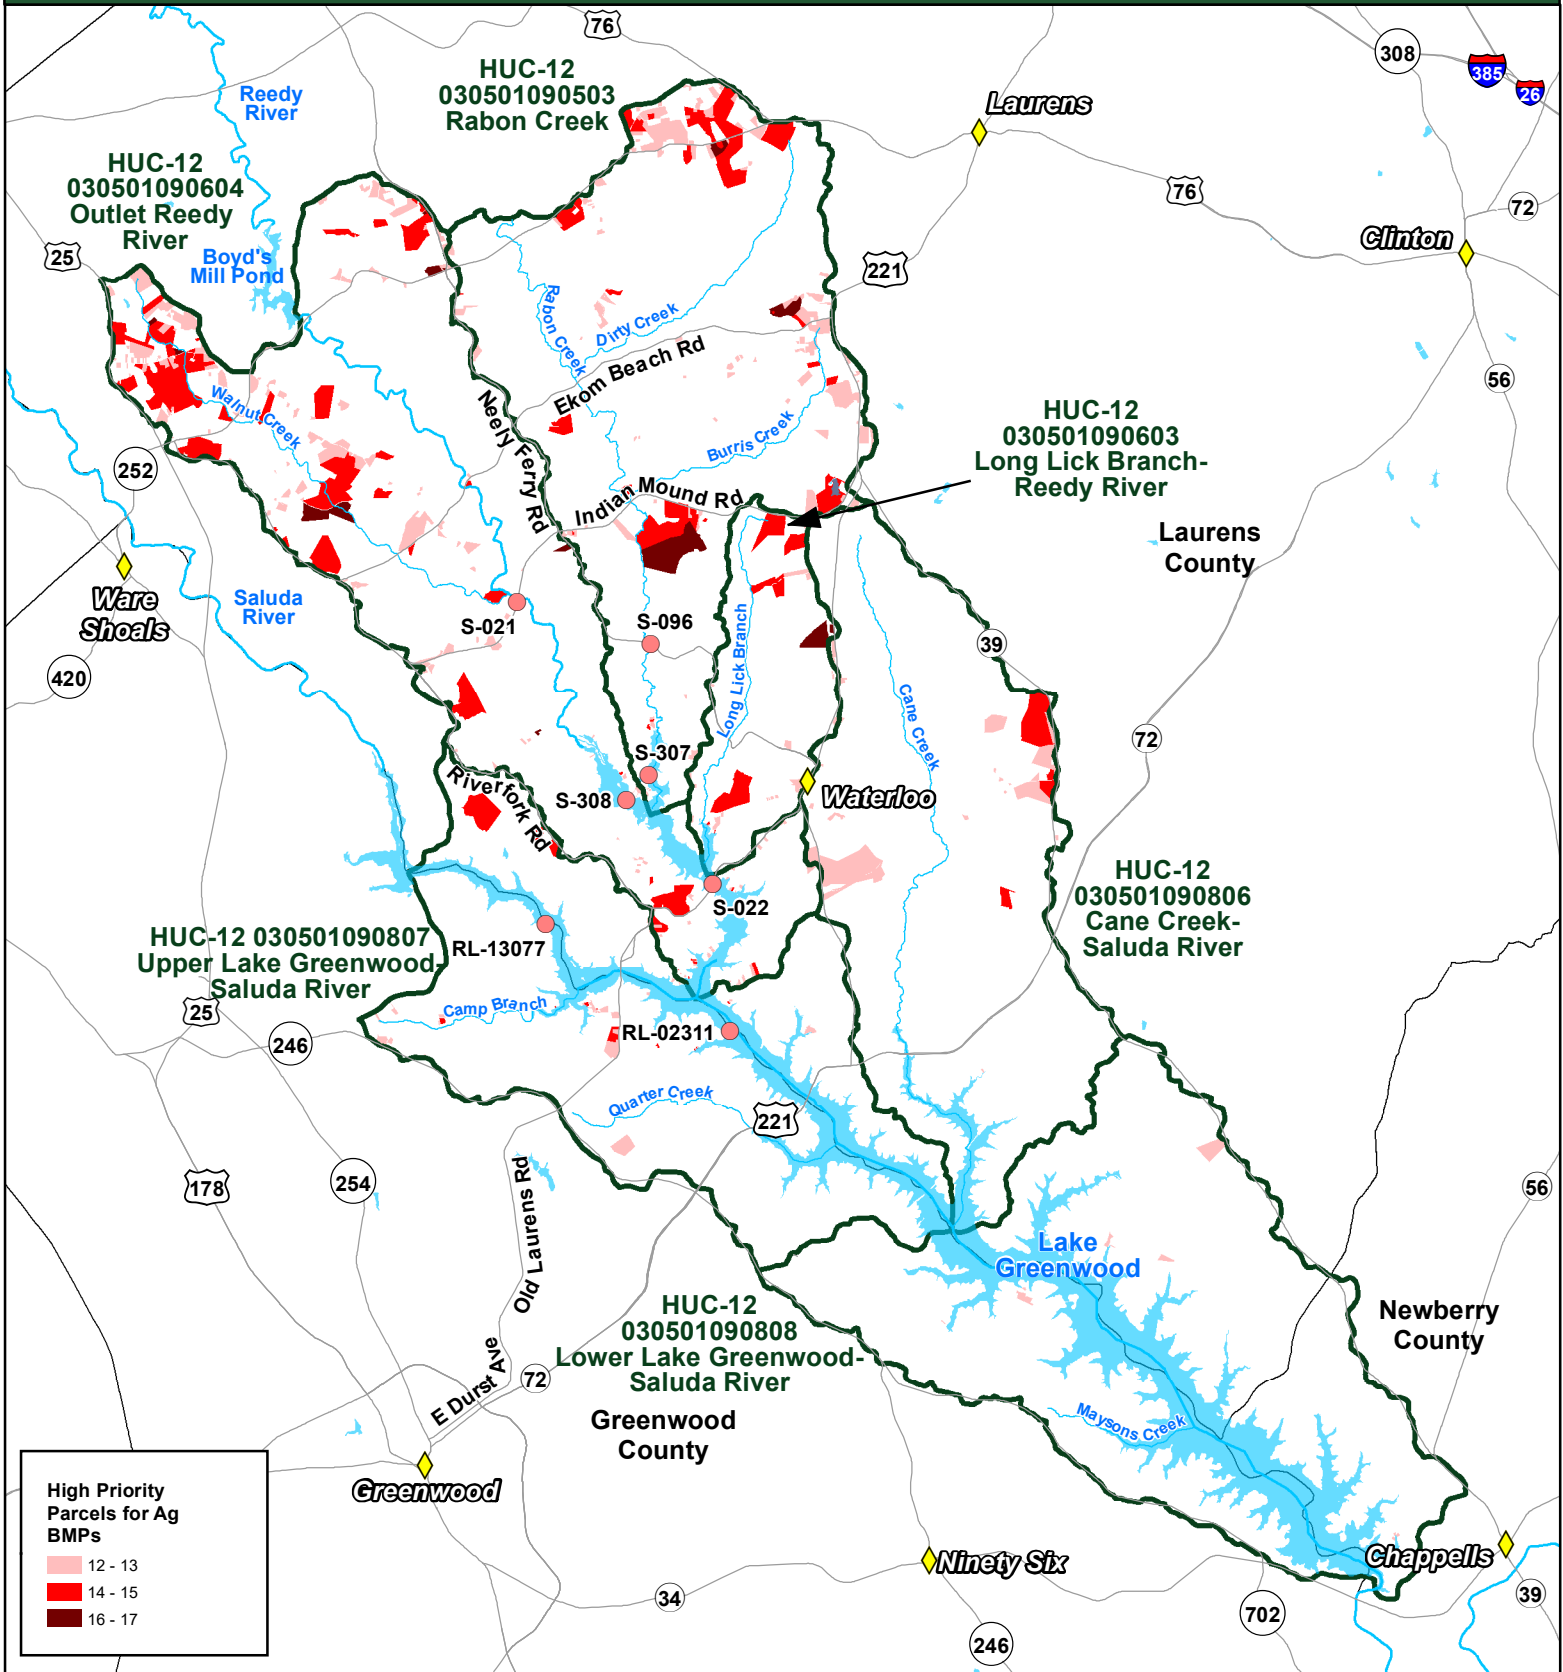 76
308
385
26
HUC-12
030501090503
Rabon Creek
Reedy
River
Laurens
HUC-12
030501090604
Outlet Reedy
River
76
72
Clinton
25
Boyd's
Mill Pond
221
Rabon Creek
Dirty Creek
Ekom Beach Rd
56
Walnut Creek
Neely Ferry Rd
Burris Creek
HUC-12
030501090603
Long Lick Branch-
Reedy River
252
Indian Mound Rd
Laurens
County
Ware
Shoals
Saluda
River
S-021
S-096
Long Lick Branch
39
420
Cane Creek
72
S-307
S-308
Riverfork Rd
Waterloo
HUC-12
030501090806
Cane Creek-
Saluda River
S-022
HUC-12 030501090807
Upper Lake Greenwood-
Saluda River
RL-13077
Camp Branch
25
246
RL-02311
Quarter Creek
221
178
254
Old Laurens Rd
56
Lake
Greenwood
HUC-12
030501090808
Lower Lake Greenwood-
Saluda River
Newberry
County
E Durst Ave
72
Greenwood
County
Maysons Creek
Greenwood
High Priority
Parcels for Ag
BMPs
12 - 13
14 - 15
16 - 17
Ninety Six
Chappells
34
702
39
246